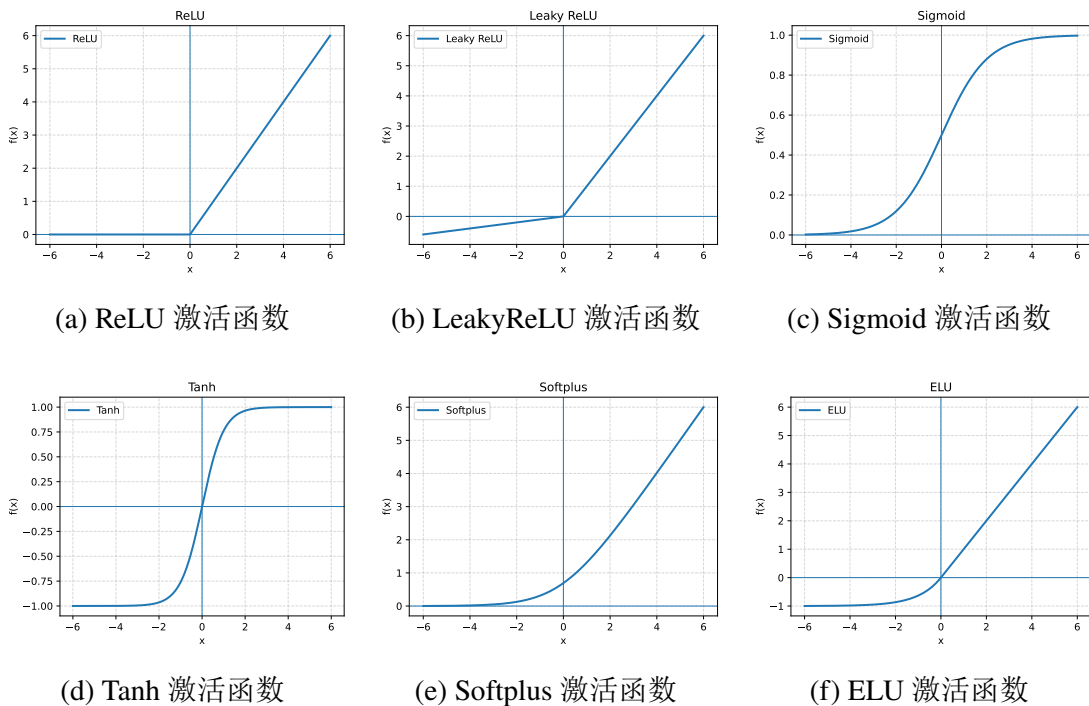 ReLU
ReLU
f(x)
6
5
4
3
2
1
0
−6 −4 −2 0 2 4 6
x
(a) ReLU 激活函数
Leaky ReLU
Leaky ReLU
f(x)
6
5
4
3
2
1
0
−6 −4 −2 0 2 4 6
x
(b) LeakyReLU 激活函数
Sigmoid
Sigmoid
f(x)
1.0
0.8
0.6
0.4
0.2
0.0
−6 −4 −2 0 2 4 6
x
(c) Sigmoid 激活函数
Tanh
Tanh
f(x)
1.00
0.75
0.50
0.25
0.00
−0.25
−0.50
−0.75
−1.00
−6 −4 −2 0 2 4 6
x
(d) Tanh 激活函数
Softplus
Softplus
f(x)
6
5
4
3
2
1
0
−6 −4 −2 0 2 4 6
x
(e) Softplus 激活函数
ELU
ELU
f(x)
6
5
4
3
2
1
0
−1
−6 −4 −2 0 2 4 6
x
(f) ELU 激活函数